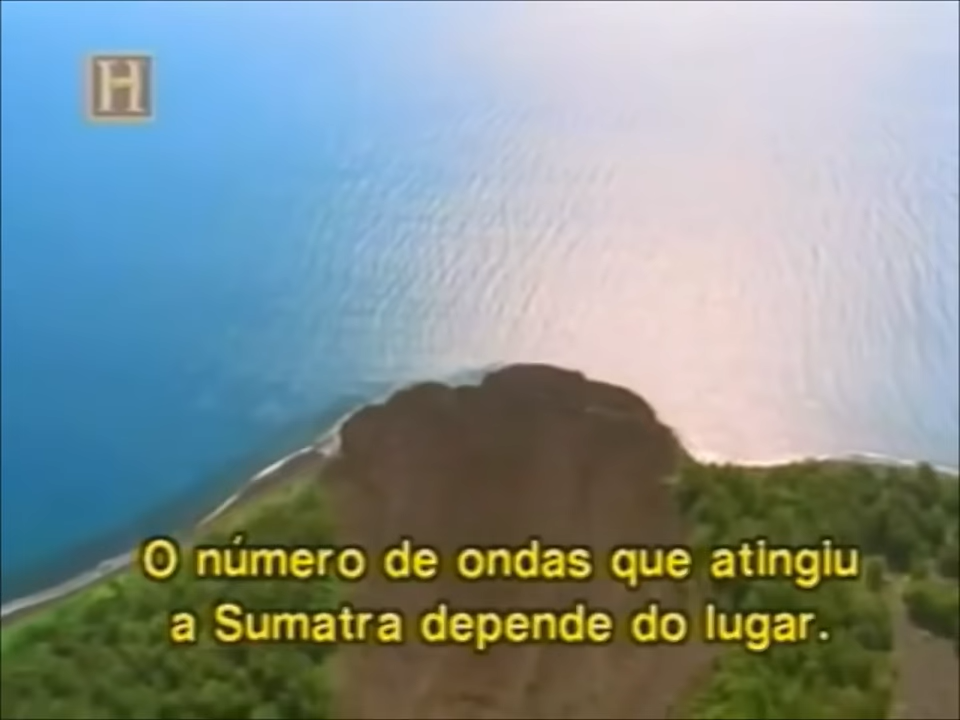 H
O número de ondas que atingiu
a Sumatra depende do lugar.